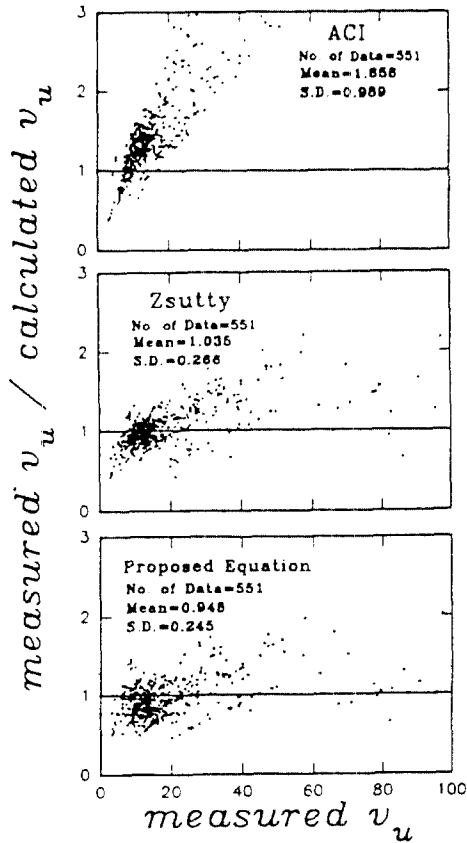 measured v_u / calculated v_u
3
2
1
0
ACI
No. of Data=551
Mean=1.658
S.D.=0.989
3
2
1
0
Zsutty
No. of Data=551
Mean=1.035
S.D.=0.266
3
2
1
0
Proposed Equation
No. of Data=551
Mean=0.948
S.D.=0.245
0 20 40 60 80 100
measured v_u